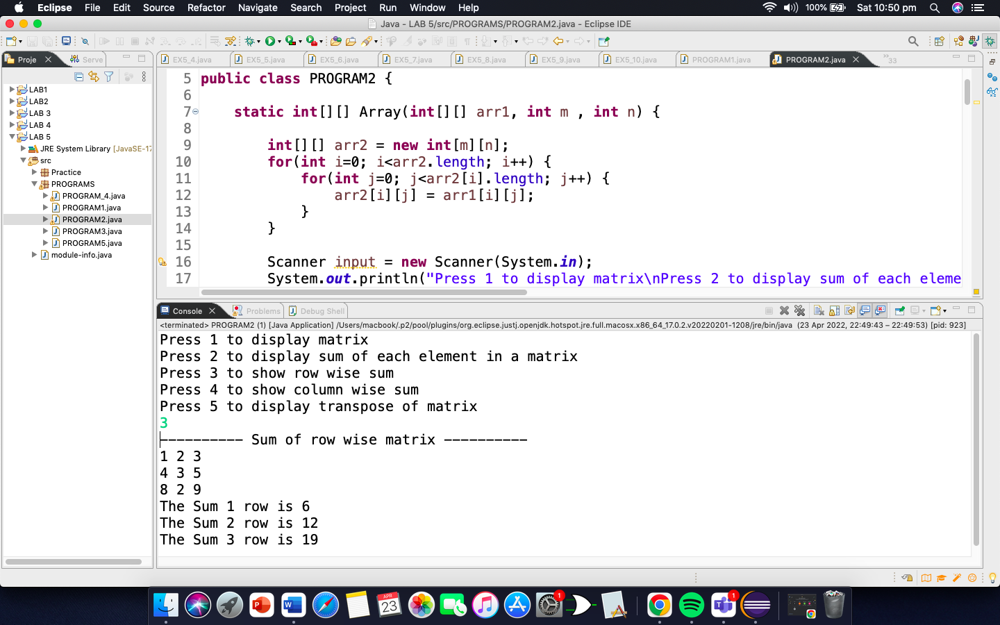 Eclipse File Edit Source Refactor Navigate Search Project Run Window Help 100% Sat 10:50 pm
Java - LAB 5/src/PROGRAMS/PROGRAM2.java - Eclipse IDE
Proje Serve
EX5_4.java EX5_5.java EX5_6.java EX5_7.java EX5_8.java EX5_9.java EX5_10.java PROGRAM1.java PROGRAM2.java 33
LAB1
LAB2
LAB 3
LAB 4
LAB 5
JRE System Library [JavaSE-17
src
Practice
PROGRAMS
PROGRAM_4.java
PROGRAM1.java
PROGRAM2.java
PROGRAM3.java
PROGRAM5.java
module-info.java
5 public class PROGRAM2 {
6
7 static int[][] Array(int[][] arr1, int m , int n) {
8
9 int[][] arr2 = new int[m][n];
10 for(int i=0; i<arr2.length; i++) {
11 for(int j=0; j<arr2[i].length; j++) {
12 arr2[i][j] = arr1[i][j];
13 }
14 }
15
16 Scanner input = new Scanner(System.in);
17 System.out.println("Press 1 to display matrix\nPress 2 to display sum of each eleme
Console Problems Debug Shell
<terminated> PROGRAM2 (1) [Java Application] /Users/macbook/.p2/pool/plugins/org.eclipse.justj.openjdk.hotspot.jre.full.macosx.x86_64_17.0.2.v20220201-1208/jre/bin/java (23 Apr 2022, 22:49:43 – 22:49:53) [pid: 923]
Press 1 to display matrix
Press 2 to display sum of each element in a matrix
Press 3 to show row wise sum
Press 4 to show column wise sum
Press 5 to display transpose of matrix
3
---------- Sum of row wise matrix ----------
1 2 3
4 3 5
8 2 9
The Sum 1 row is 6
The Sum 2 row is 12
The Sum 3 row is 19
P W APR 23 1 1